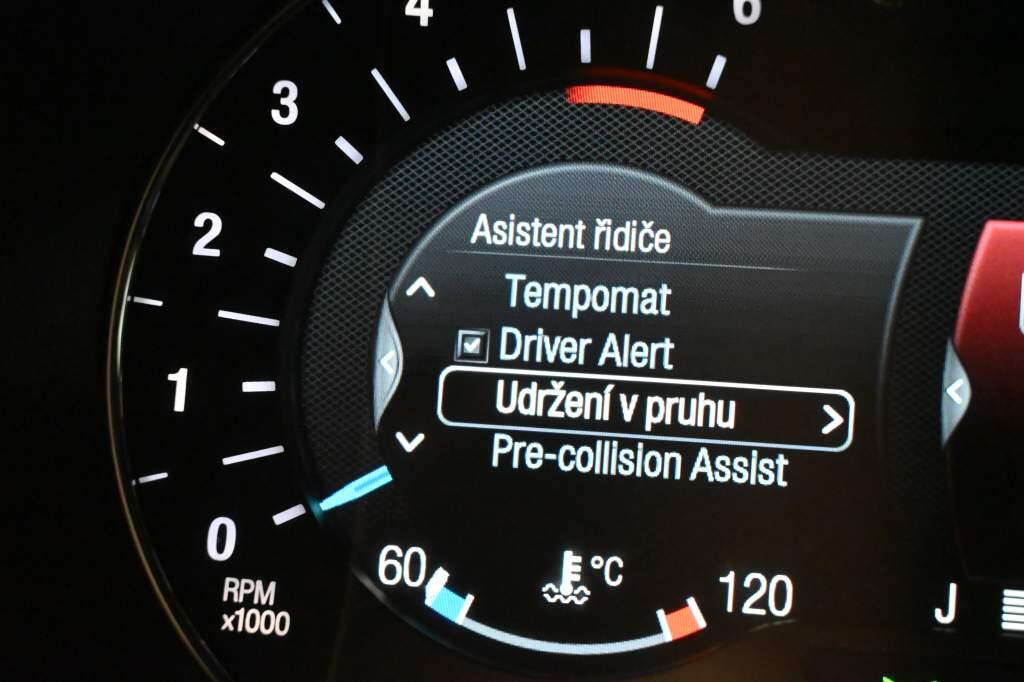 4
6
3
2
1
0
RPM
x1000
Asistent řidiče
Tempomat
Driver Alert
Udržení v pruhu
Pre-collision Assist
60
°C
120
J